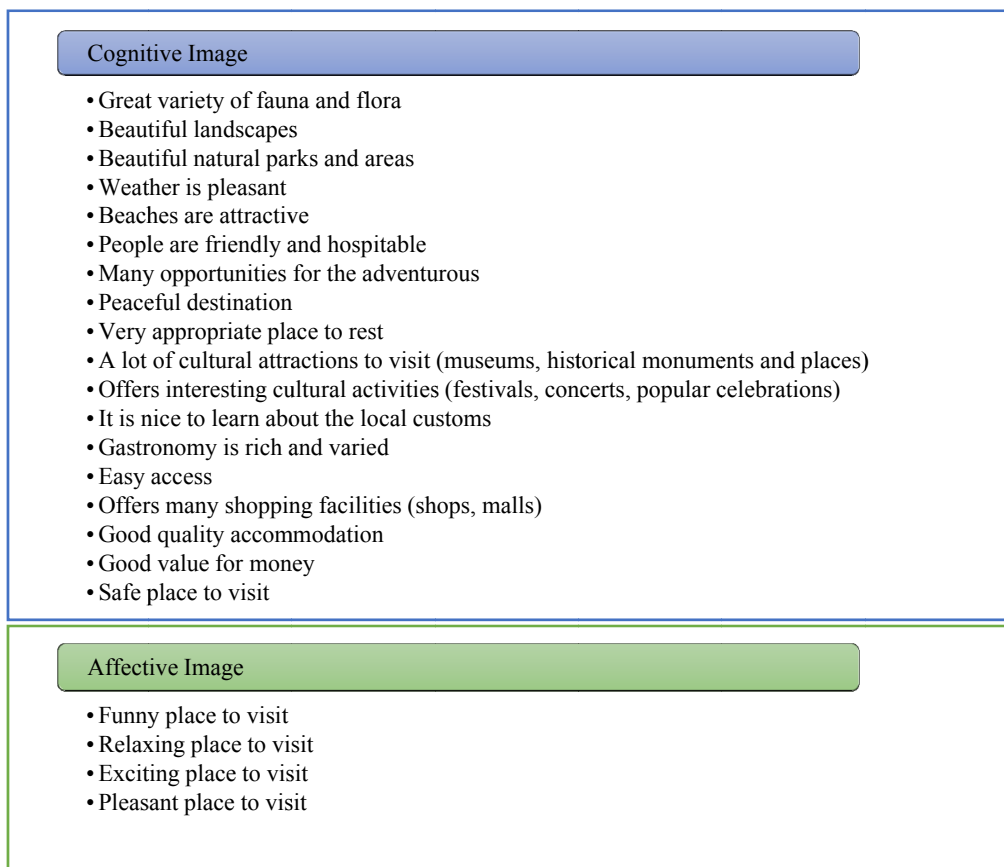 Cognitive Image
• Great variety of fauna and flora
• Beautiful landscapes
• Beautiful natural parks and areas
• Weather is pleasant
• Beaches are attractive
• People are friendly and hospitable
• Many opportunities for the adventurous
• Peaceful destination
• Very appropriate place to rest
• A lot of cultural attractions to visit (museums, historical monuments and places)
• Offers interesting cultural activities (festivals, concerts, popular celebrations)
• It is nice to learn about the local customs
• Gastronomy is rich and varied
• Easy access
• Offers many shopping facilities (shops, malls)
• Good quality accommodation
• Good value for money
• Safe place to visit
Affective Image
• Funny place to visit
• Relaxing place to visit
• Exciting place to visit
• Pleasant place to visit